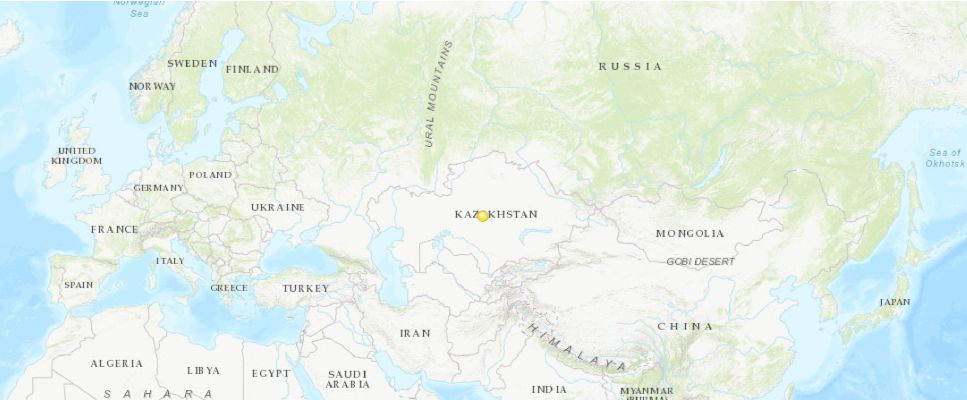 Norwegian
Sea
SWEDEN
FINLAND
NORWAY
URAL MOUNTAINS
RUSSIA
UNITED
KINGDOM
Sea of
Okhotsk
POLAND
GERMANY
UKRAINE
KAZAKHSTAN
FRANCE
MONGOLIA
ITALY
GOBI DESERT
SPAIN
GREECE
TURKEY
JAPAN
IRAN
CHINA
HIMALAYA
ALGERIA
LIBYA
EGYPT
SAUDI
ARABIA
INDIA
MYANMAR
(BURMA)
SAHARA